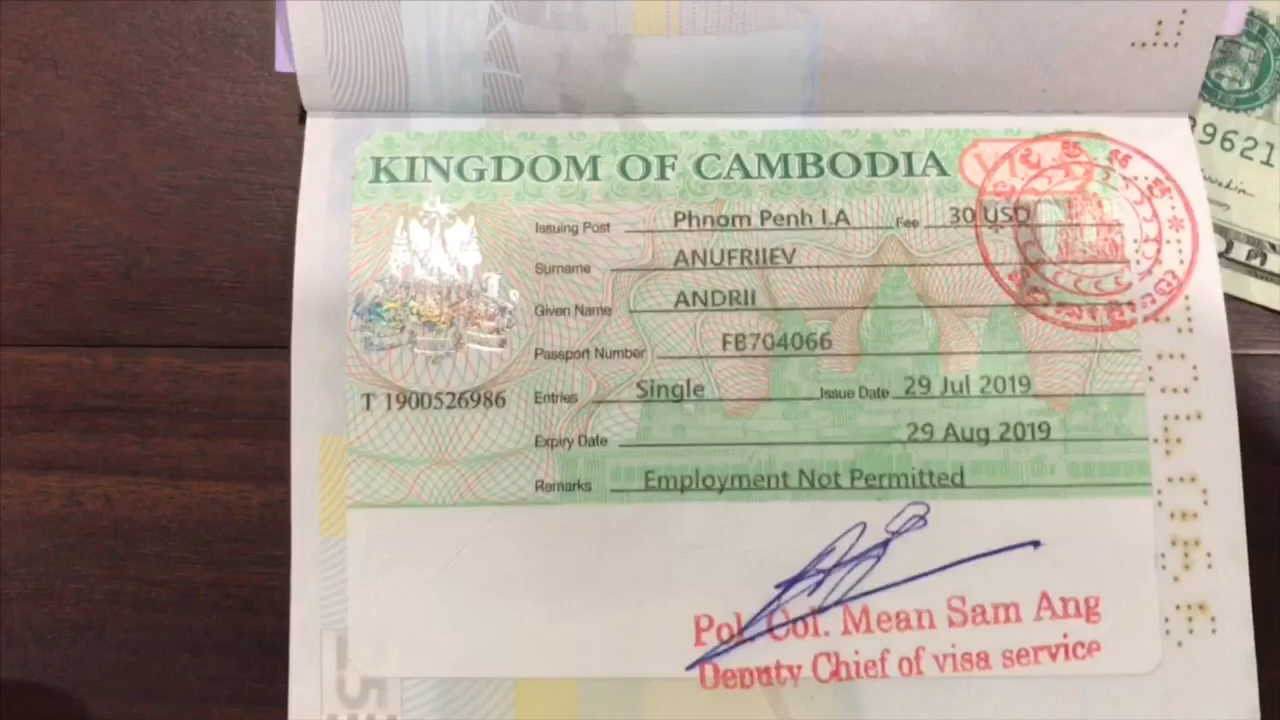 KINGDOM OF CAMBODIA
Issuing Post Phnom Penh I.A Fee 30 USD
Surname ANUFRIIEV
Given Name ANDRII
Passport Number FB704066
T 1900526986
Entries Single Issue Date 29 Jul 2019
Expiry Date 29 Aug 2019
Remarks Employment Not Permitted
Pol. Col. Mean Sam Ang
Deputy Chief of visa service
9621